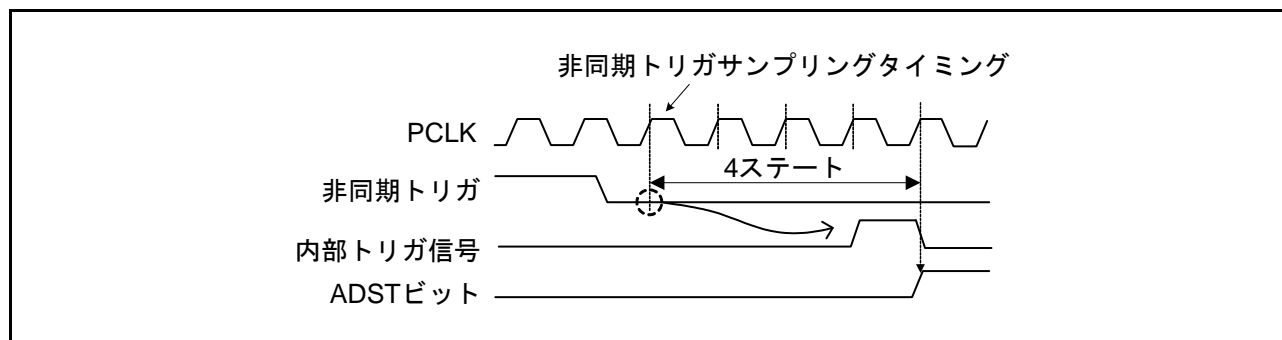 非同期トリガサンプリングタイミング
PCLK
4ステート
非同期トリガ
内部トリガ信号
ADSTビット